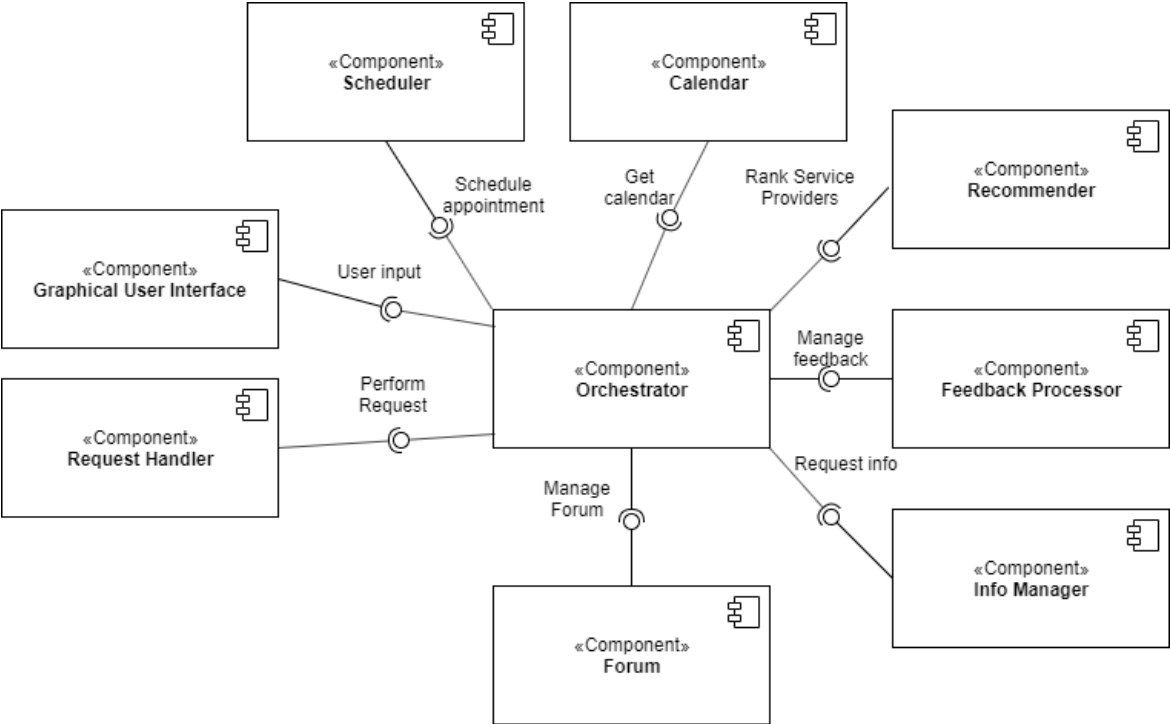 «Component»
Scheduler
«Component»
Calendar
«Component»
Recommender
Schedule
appointment
Get
calendar
Rank Service
Providers
«Component»
Graphical User Interface
User input
«Component»
Orchestrator
Manage
feedback
«Component»
Feedback Processor
Perform
Request
«Component»
Request Handler
Manage
Forum
Request info
«Component»
Info Manager
«Component»
Forum